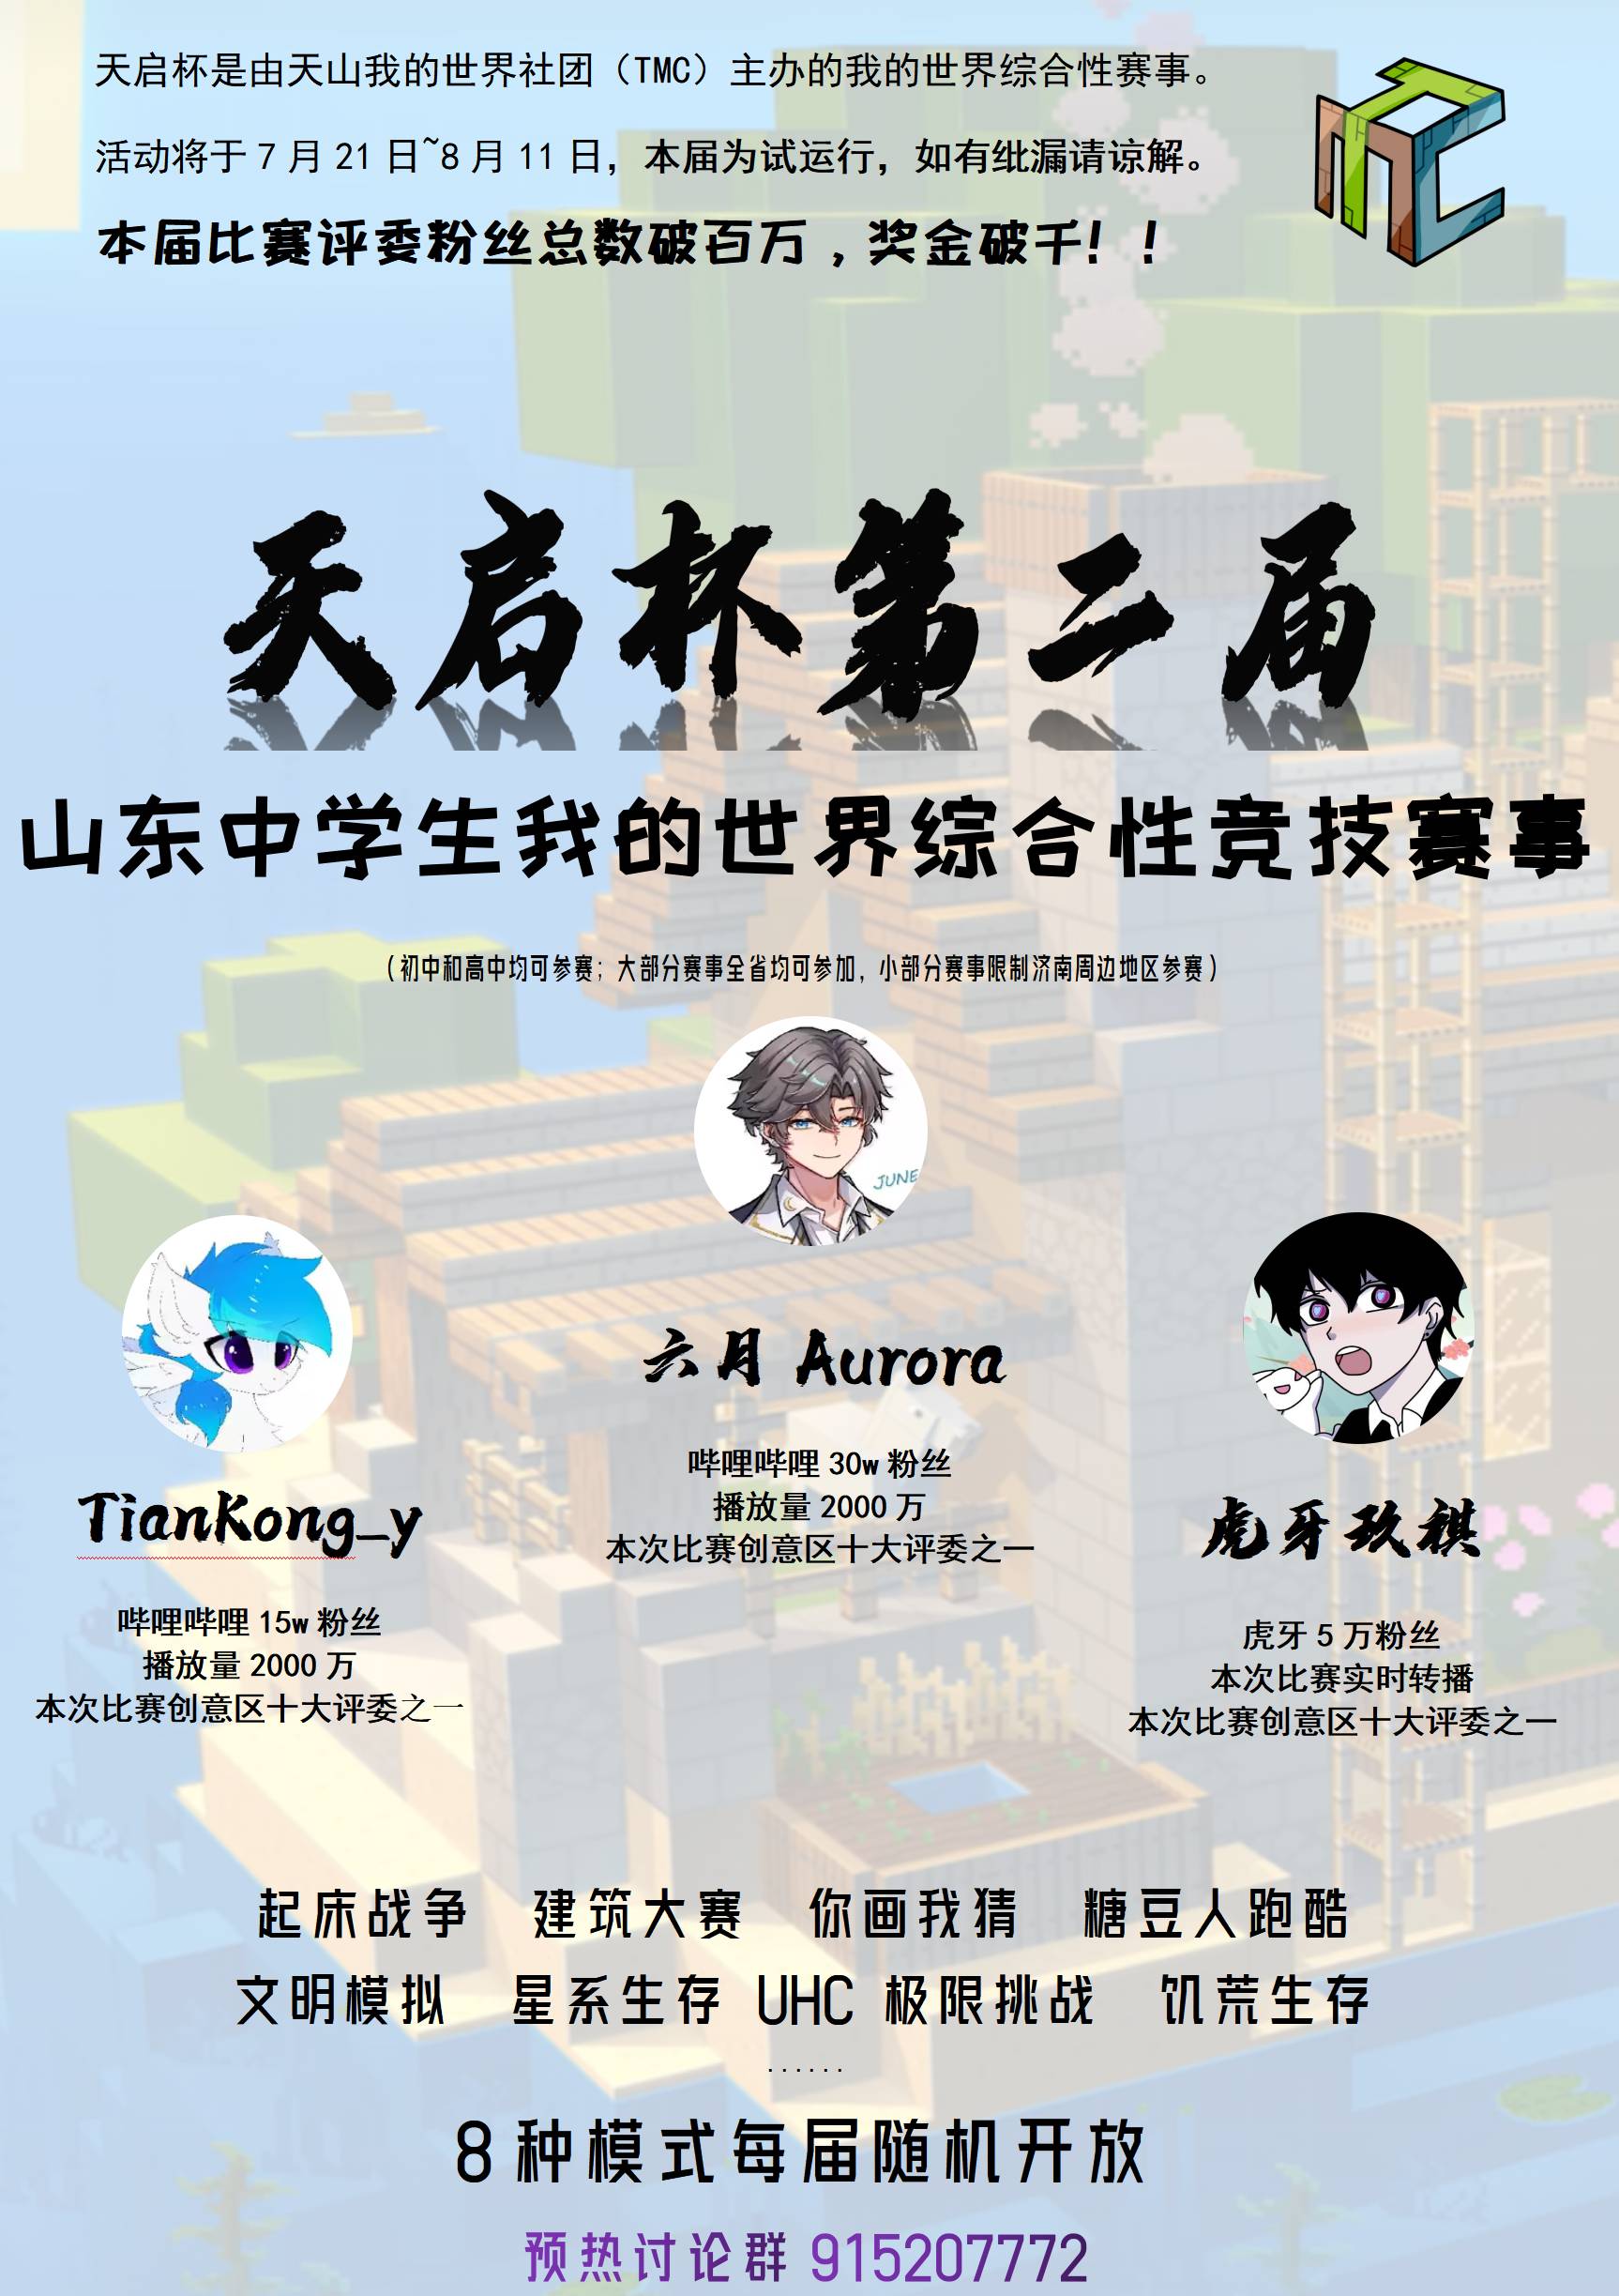 天启杯是由天山我的世界社团（TMC）主办的我的世界综合性赛事。
活动将于 7 月 21 日~8 月 11 日，本届为试运行，如有纰漏请谅解。
本届比赛评委粉丝总数破百万，奖金破千！！
天启杯第二届
山东中学生我的世界综合性竞技赛事
（初中和高中均可参赛；大部分赛事全省均可参加，小部分赛事限制济南周边地区参赛）
JUNE
六月 Aurora
哔哩哔哩 30w 粉丝
播放量 2000 万
本次比赛创意区十大评委之一
TianKong_y
哔哩哔哩 15w 粉丝
播放量 2000 万
本次比赛创意区十大评委之一
虎牙玖祺
虎牙 5 万粉丝
本次比赛实时转播
本次比赛创意区十大评委之一
起床战争 建筑大赛 你画我猜 糖豆人跑酷
文明模拟 星系生存 UHC 极限挑战 饥荒生存
······
8 种模式每届随机开放
预热讨论群 915207772